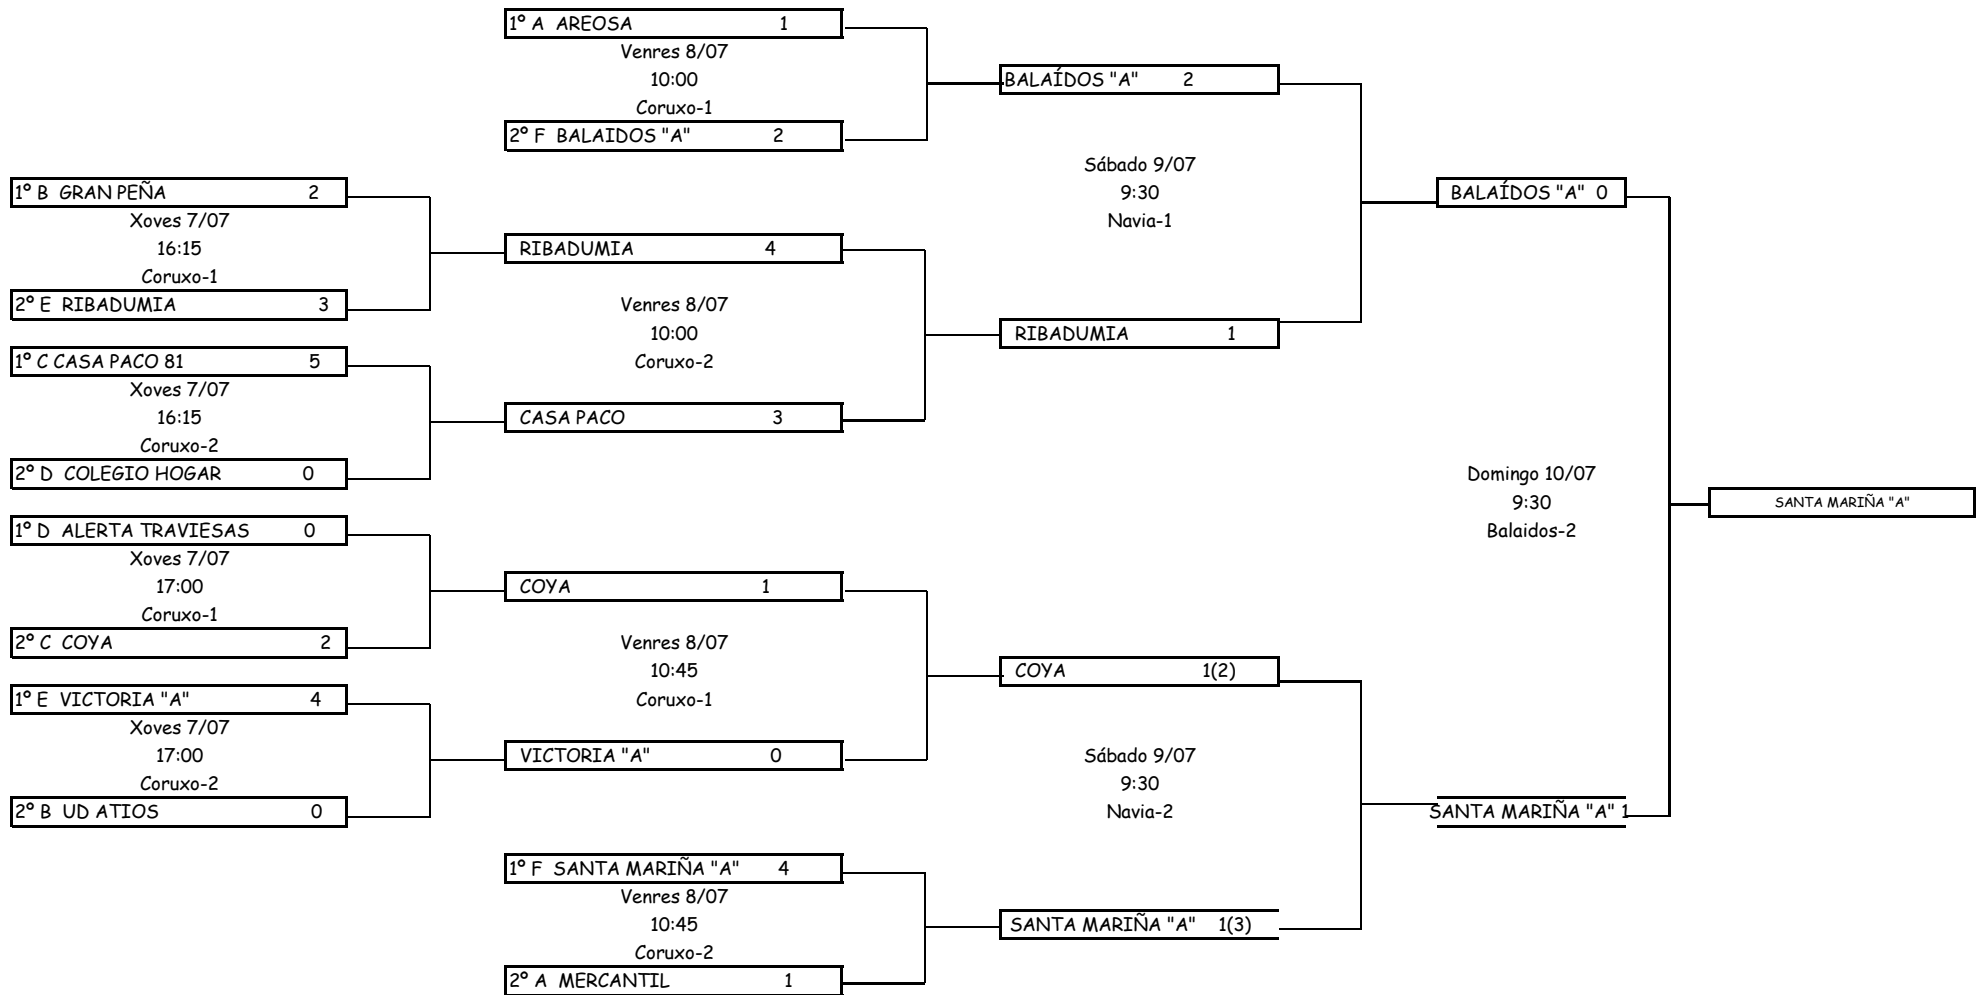 1º A AREOSA 1
Venres 8/07
10:00
Coruxo-1
2º F BALAIDOS "A" 2
1º B GRAN PEÑA 2
Xoves 7/07
16:15
Coruxo-1
2º E RIBADUMIA 3
1º C CASA PACO 81 5
Xoves 7/07
16:15
Coruxo-2
2º D COLEGIO HOGAR 0
1º D ALERTA TRAVIESAS 0
Xoves 7/07
17:00
Coruxo-1
2º C COYA 2
1º E VICTORIA "A" 4
Xoves 7/07
17:00
Coruxo-2
2º B UD ATIOS 0
RIBADUMIA 4
Venres 8/07
10:00
Coruxo-2
CASA PACO 3
COYA 1
Venres 8/07
10:45
Coruxo-1
VICTORIA "A" 0
1º F SANTA MARIÑA "A" 4
Venres 8/07
10:45
Coruxo-2
2º A MERCANTIL 1
BALAÍDOS "A" 2
Sábado 9/07
9:30
Navia-1
RIBADUMIA 1
COYA 1(2)
Sábado 9/07
9:30
Navia-2
SANTA MARIÑA "A" 1(3)
BALAÍDOS "A" 0
Domingo 10/07
9:30
Balaidos-2
SANTA MARIÑA "A" 1
SANTA MARIÑA "A"